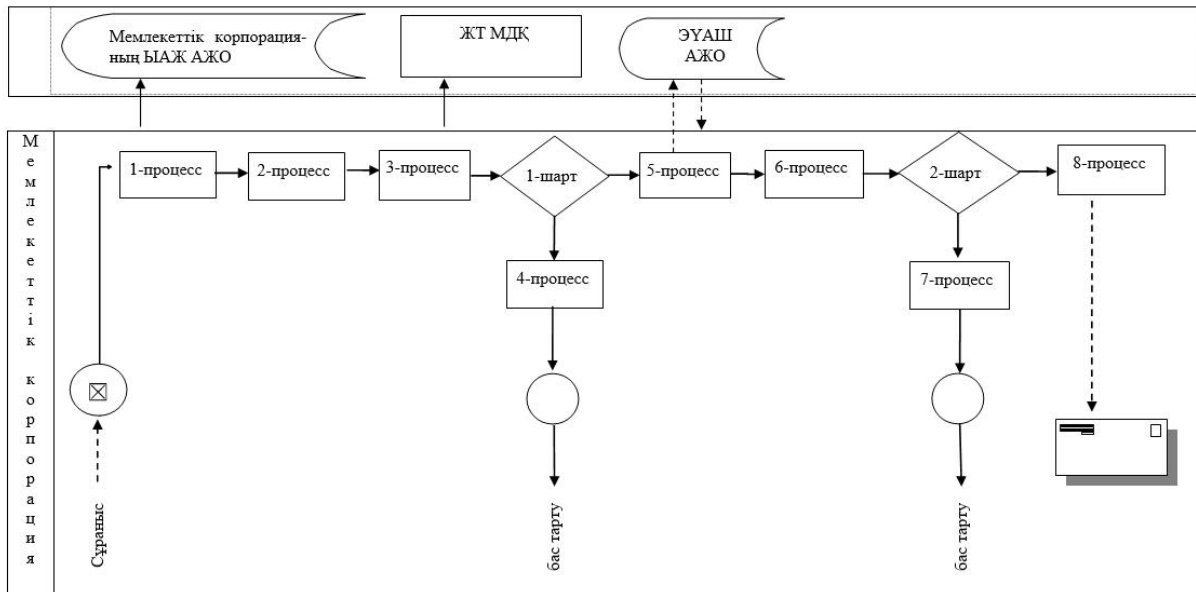 Мемлекеттік корпорация-
ның ЫАЖ АЖО
ЖТ МДҚ
ЭҮАШ
АЖО
Мемлекеттік корпорация
1-процесс
2-процесс
3-процесс
1-шарт
5-процесс
6-процесс
2-шарт
8-процесс
4-процесс
7-процесс
Сұраныс
бас тарту
бас тарту